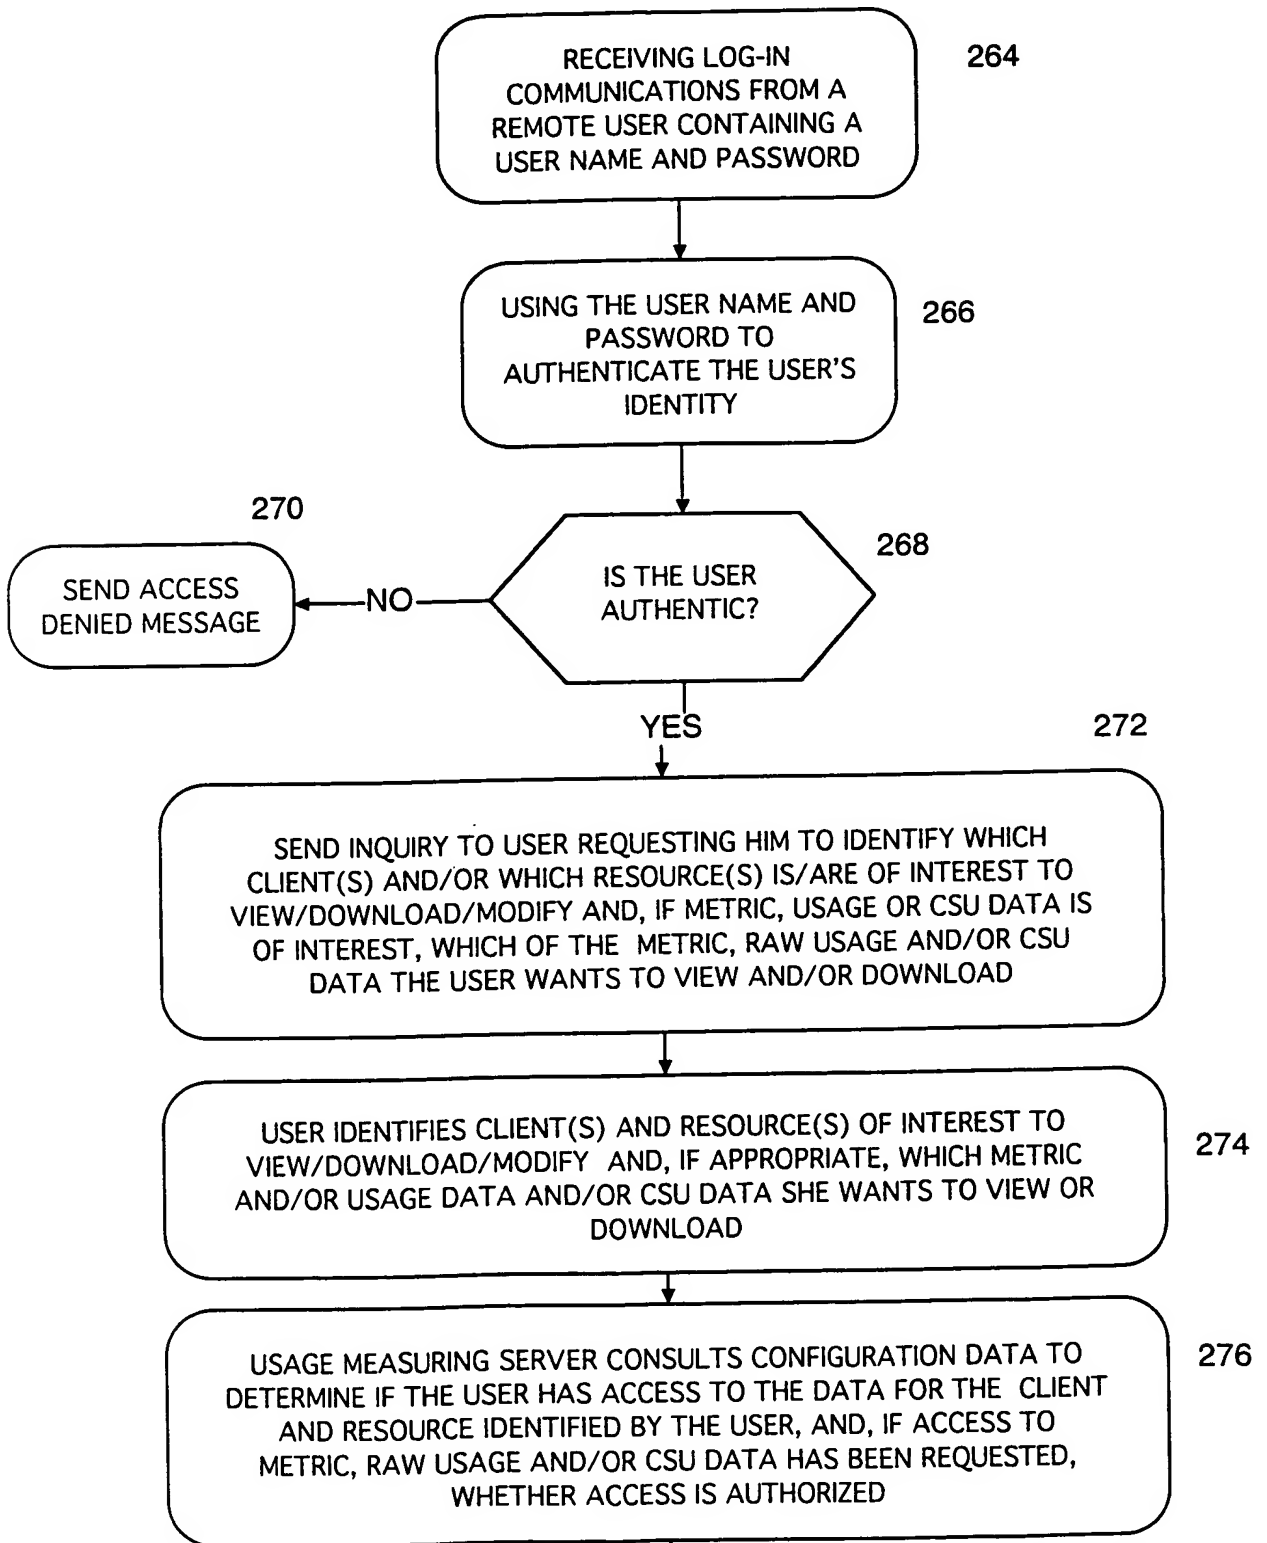 RECEIVING LOG-IN
COMMUNICATIONS FROM A
REMOTE USER CONTAINING A
USER NAME AND PASSWORD
264
USING THE USER NAME AND
PASSWORD TO
AUTHENTICATE THE USER'S
IDENTITY
266
270
SEND ACCESS
DENIED MESSAGE
NO
IS THE USER
AUTHENTIC?
268
YES
272
SEND INQUIRY TO USER REQUESTING HIM TO IDENTIFY WHICH
CLIENT(S) AND/OR WHICH RESOURCE(S) IS/ARE OF INTEREST TO
VIEW/DOWNLOAD/MODIFY AND, IF METRIC, USAGE OR CSU DATA IS
OF INTEREST, WHICH OF THE METRIC, RAW USAGE AND/OR CSU
DATA THE USER WANTS TO VIEW AND/OR DOWNLOAD
USER IDENTIFIES CLIENT(S) AND RESOURCE(S) OF INTEREST TO
VIEW/DOWNLOAD/MODIFY AND, IF APPROPRIATE, WHICH METRIC
AND/OR USAGE DATA AND/OR CSU DATA SHE WANTS TO VIEW OR
DOWNLOAD
274
USAGE MEASURING SERVER CONSULTS CONFIGURATION DATA TO
DETERMINE IF THE USER HAS ACCESS TO THE DATA FOR THE CLIENT
AND RESOURCE IDENTIFIED BY THE USER, AND, IF ACCESS TO
METRIC, RAW USAGE AND/OR CSU DATA HAS BEEN REQUESTED,
WHETHER ACCESS IS AUTHORIZED
276